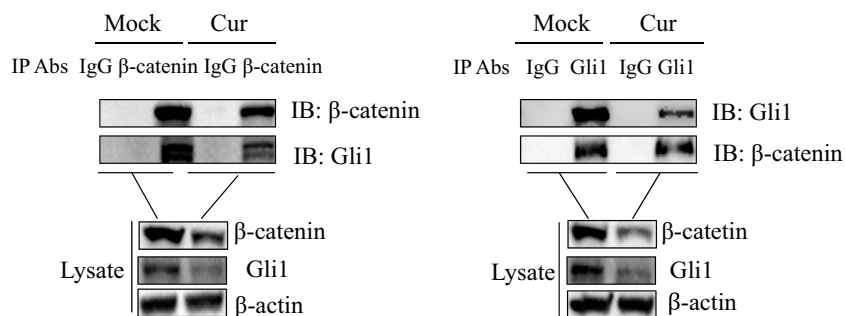 Mock Cur
IP Abs IgG β-catenin IgG β-catenin
IB: β-catenin
IB: Gli1
β-catenin
Lysate
Gli1
β-actin
Mock Cur
IP Abs IgG Gli1 IgG Gli1
IB: Gli1
IB: β-catenin
β-catetin
Lysate
Gli1
β-actin